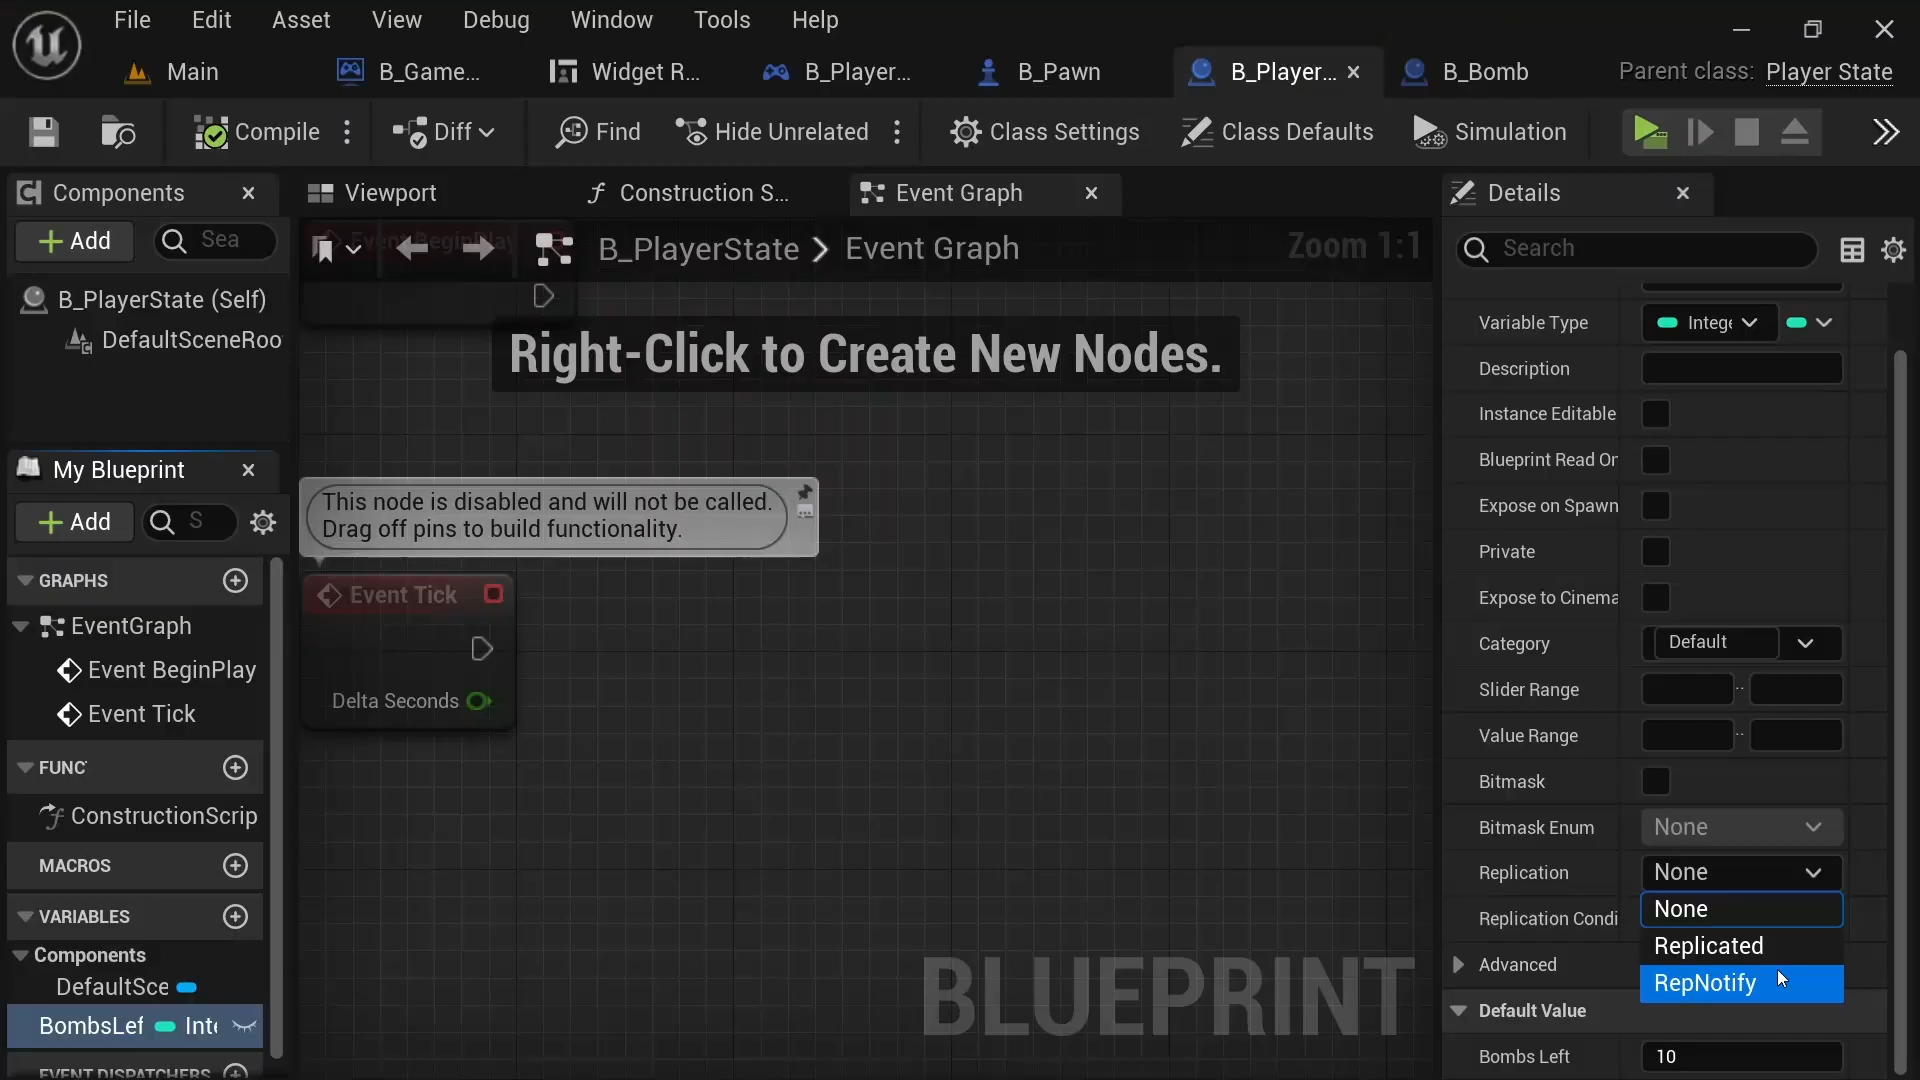 File Edit Asset View Debug Window Tools Help
Main B_Game... Widget R... B_Player... B_Pawn B_Player... B_Bomb Parent class: Player State
Compile Diff Find Hide Unrelated Class Settings Class Defaults Simulation
Components Viewport Construction S... Event Graph Details
Add Sea
Event BeginPlay B_PlayerState > Event Graph Zoom 1:1
Search
B_PlayerState (Self)
DefaultSceneRoo
Right-Click to Create New Nodes.
Variable Type Intege
Description
Instance Editable
Blueprint Read On
Expose on Spawn
Private
Expose to Cinema
Category Default
Slider Range
Value Range
Bitmask
Bitmask Enum None
Replication None
None
Replicated
RepNotify
Replication Condi
Advanced
Default Value
Bombs Left 10
My Blueprint
Add S
GRAPHS
EventGraph
Event BeginPlay
Event Tick
FUNC
ConstructionScrip
MACROS
VARIABLES
Components
DefaultSce
BombsLef Inte
EVENT DISPATCHERS
This node is disabled and will not be called.
Drag off pins to build functionality.
Event Tick
Delta Seconds
BLUEPRINT